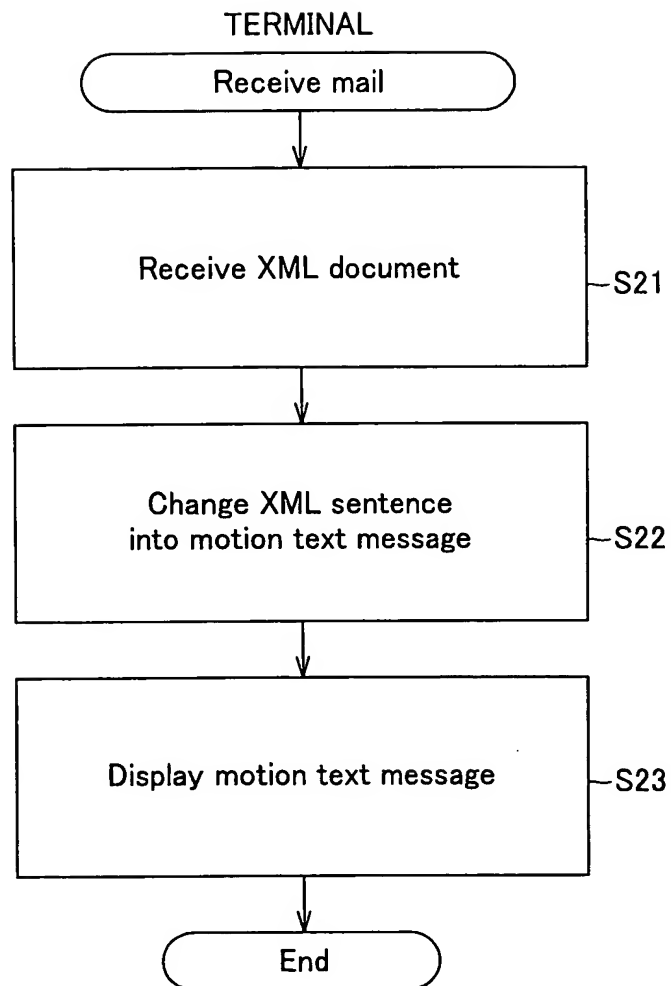 TERMINAL
Receive mail
Receive XML document
S21
Change XML sentence
into motion text message
S22
Display motion text message
S23
End